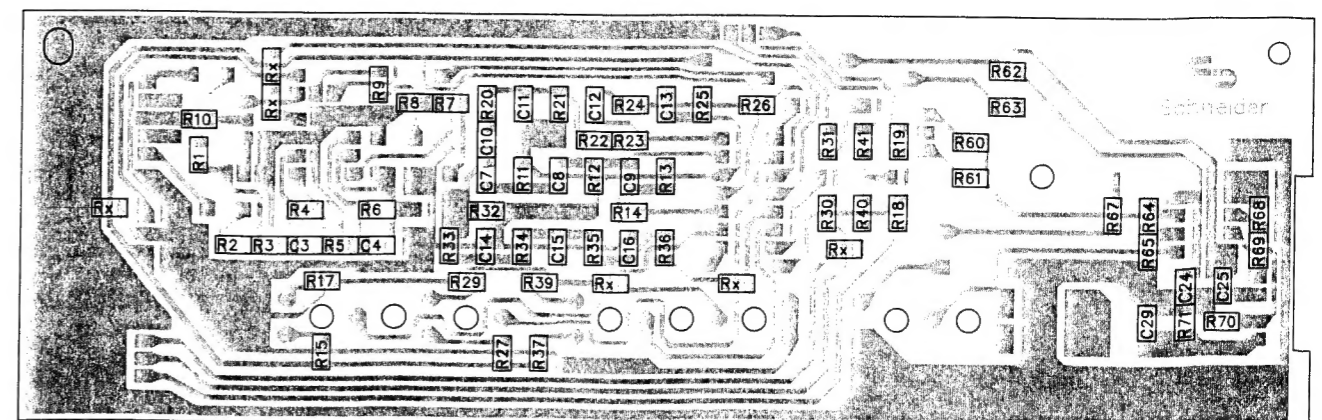 Rx R9 R62
Rx R8 R7 R20 C11 R21 C12 R24 C13 R25 R26 R63 Schneider
R10 C10 R22 R23 R31 R41 R19 R60
R1 C7 R11 C8 R12 C9 R13 R61
Rx R4 R6 R32 R14 R30 R40 R18 R67 R64 R68
R2 R3 C3 R5 C4 R33 C14 R34 C15 R35 C16 R36 Rx R65 R69
R17 R29 R39 Rx Rx C24 C25
C29 R71 R70
R15 R27 R37